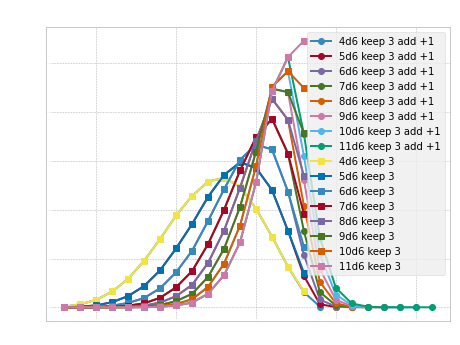 4d6 keep 3 add +1
5d6 keep 3 add +1
6d6 keep 3 add +1
7d6 keep 3 add +1
8d6 keep 3 add +1
9d6 keep 3 add +1
10d6 keep 3 add +1
11d6 keep 3 add +1
4d6 keep 3
5d6 keep 3
6d6 keep 3
7d6 keep 3
8d6 keep 3
9d6 keep 3
10d6 keep 3
11d6 keep 3